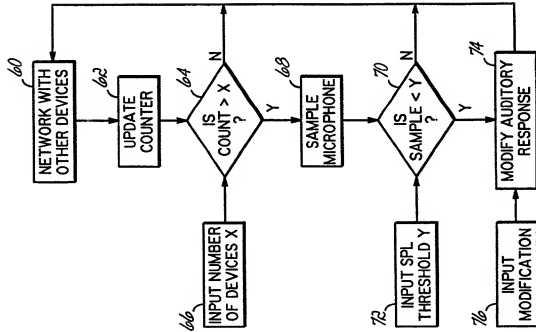 60
NETWORK WITH
OTHER DEVICES
62
UPDATE
COUNTER
64
IS
COUNT > X
?
N
Y
66
INPUT NUMBER
OF DEVICES X
68
SAMPLE
MICROPHONE
70
IS
SAMPLE < Y
?
N
Y
72
INPUT SPL
THRESHOLD Y
74
MODIFY AUDITORY
RESPONSE
76
INPUT
MODIFICATION